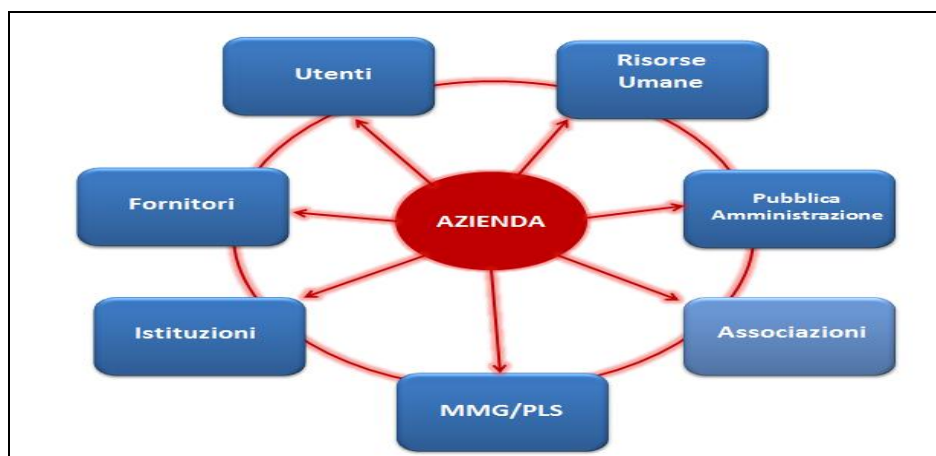 Utenti
Risorse
Umane
Fornitori
AZIENDA
Pubblica
Amministrazione
Istituzioni
Associazioni
MMG/PLS